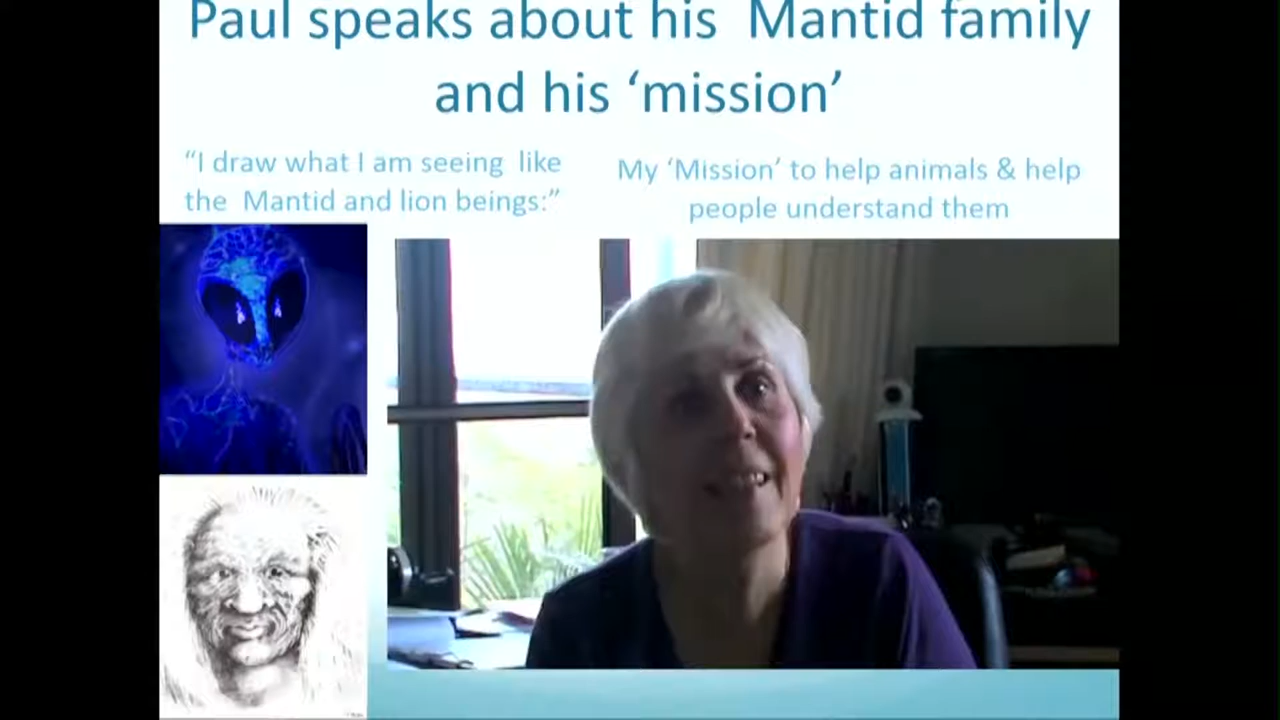 Paul speaks about his Mantid family
and his ‘mission’
“I draw what I am seeing like
the Mantid and lion beings:”
My ‘Mission’ to help animals & help
people understand them